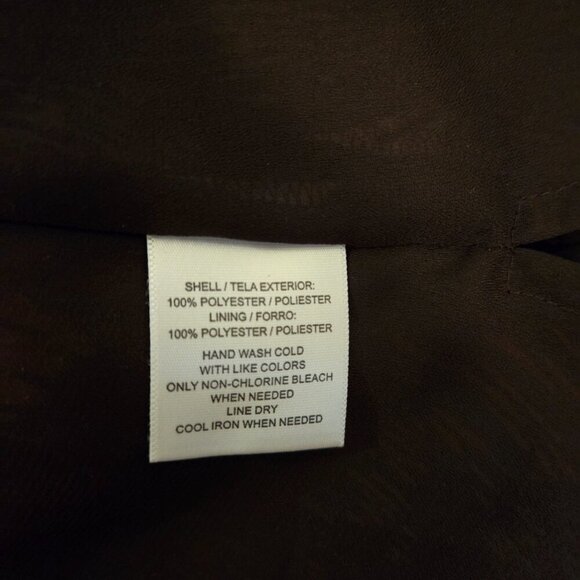 SHELL / TELA EXTERIOR:
100% POLYESTER / POLIESTER
LINING / FORRO:
100% POLYESTER / POLIESTER
HAND WASH COLD
WITH LIKE COLORS
ONLY NON-CHLORINE BLEACH
WHEN NEEDED
LINE DRY
COOL IRON WHEN NEEDED